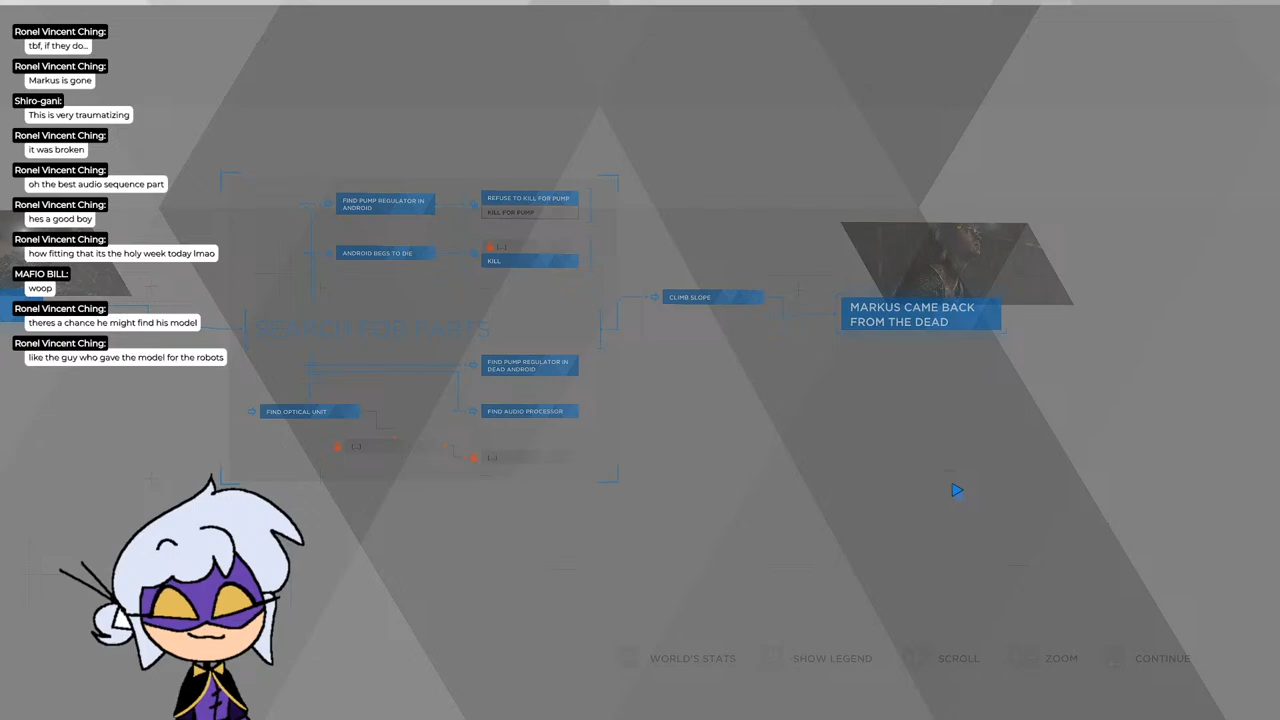 Ronel Vincent Ching:
tbf, if they do...
Ronel Vincent Ching:
Markus is gone
Shiro-gani:
This is very traumatizing
Ronel Vincent Ching:
it was broken
Ronel Vincent Ching:
oh the best audio sequence part
Ronel Vincent Ching:
hes a good boy
Ronel Vincent Ching:
how fitting that its the holy week today lmao
MAFIO BILL:
woop
Ronel Vincent Ching:
theres a chance he might find his model
Ronel Vincent Ching:
like the guy who gave the model for the robots
FIND PUMP REGULATOR IN
ANDROID
REFUSE TO KILL FOR PUMP
KILL FOR PUMP
ANDROID BEGS TO DIE
[...]
KILL
SEARCH FOR PARTS
CLIMB SLOPE
MARKUS CAME BACK
FROM THE DEAD
FIND PUMP REGULATOR IN
DEAD ANDROID
FIND OPTICAL UNIT
FIND AUDIO PROCESSOR
[...]
[...]
WORLD'S STATS
SHOW LEGEND
SCROLL
ZOOM
CONTINUE